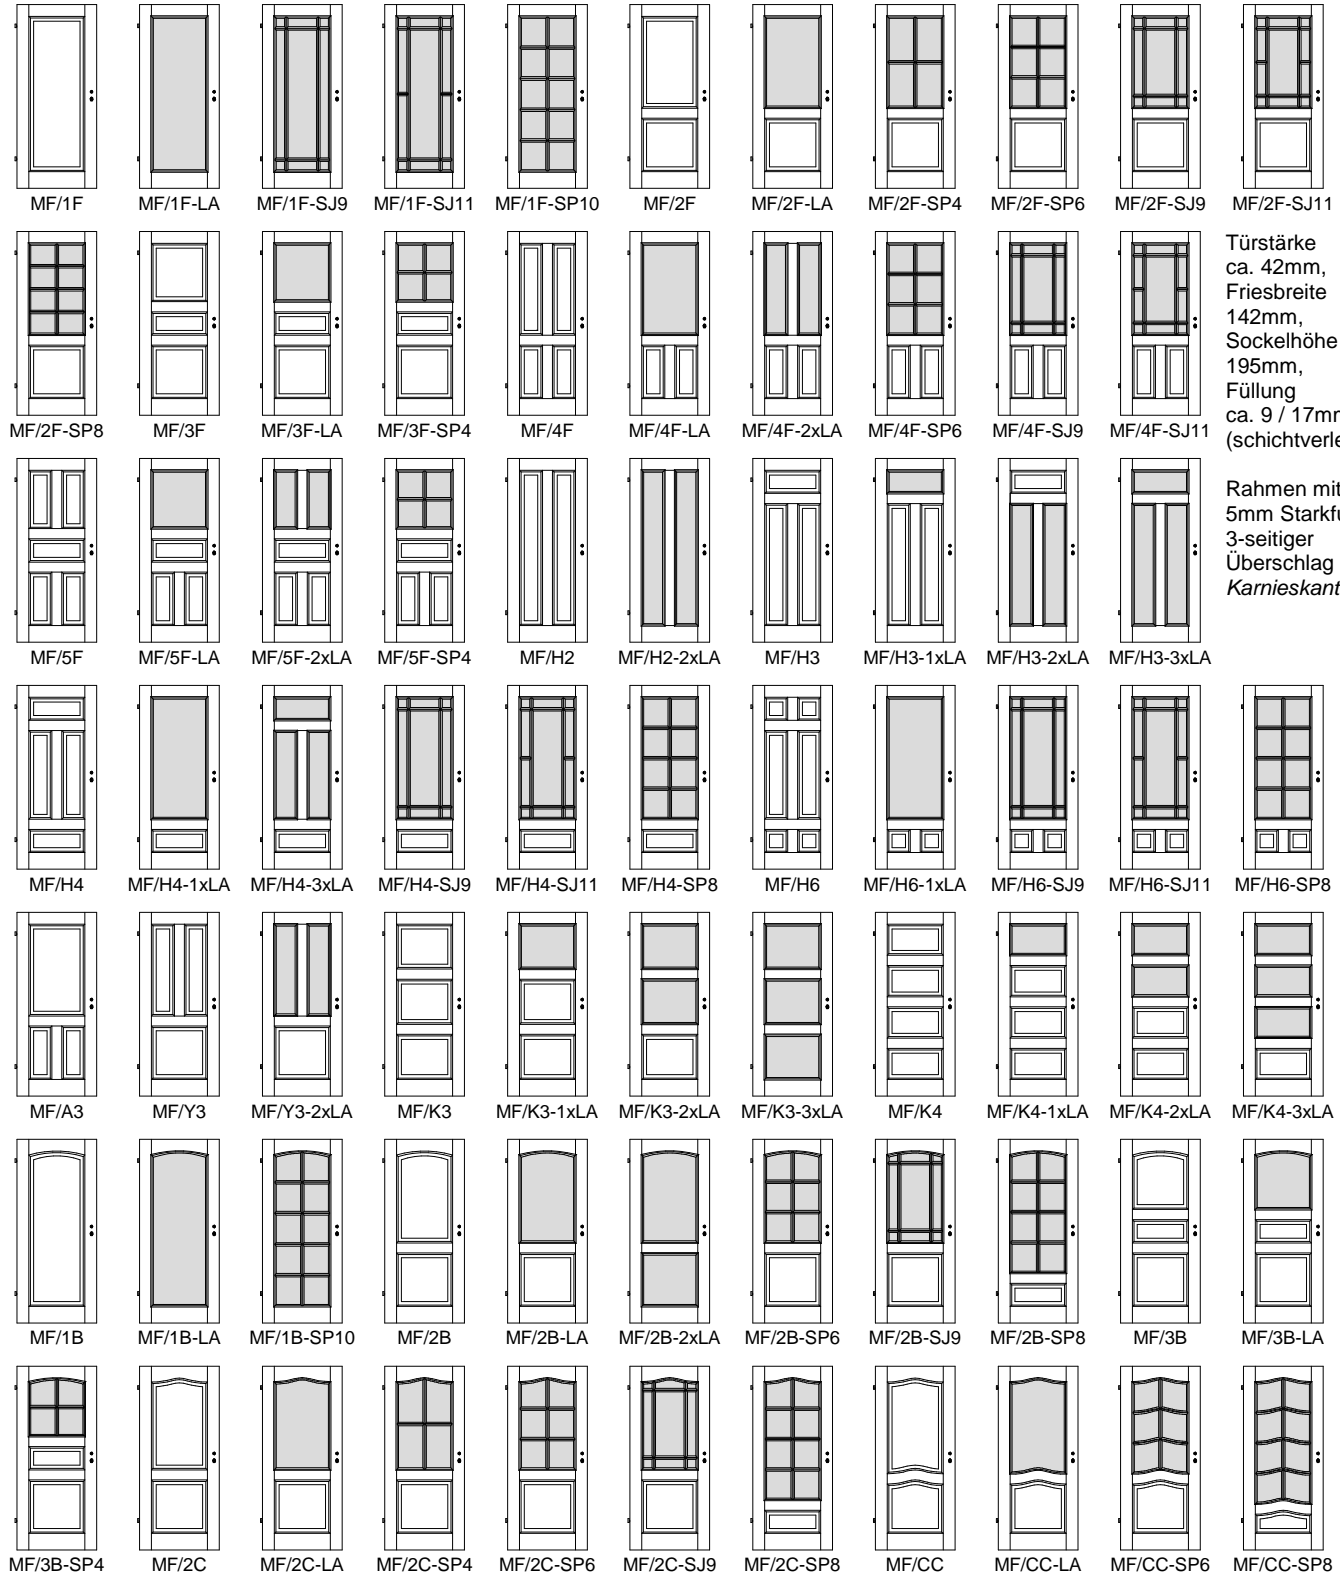 MF/1F MF/1F-LA MF/1F-SJ9 MF/1F-SJ11 MF/1F-SP10 MF/2F MF/2F-LA MF/2F-SP4 MF/2F-SP6 MF/2F-SJ9 MF/2F-SJ11
MF/2F-SP8 MF/3F MF/3F-LA MF/3F-SP4 MF/4F MF/4F-LA MF/4F-2xLA MF/4F-SP6 MF/4F-SJ9 MF/4F-SJ11
Türstärke
ca. 42mm,
Friesbreite
142mm,
Sockelhöhe
195mm,
Füllung
ca. 9 / 17m
(schichtverle
Rahmen mit
5mm Starkfu
3-seitiger
Überschlag
Karnieskant
MF/5F MF/5F-LA MF/5F-2xLA MF/5F-SP4 MF/H2 MF/H2-2xLA MF/H3 MF/H3-1xLA MF/H3-2xLA MF/H3-3xLA
MF/H4 MF/H4-1xLA MF/H4-3xLA MF/H4-SJ9 MF/H4-SJ11 MF/H4-SP8 MF/H6 MF/H6-1xLA MF/H6-SJ9 MF/H6-SJ11 MF/H6-SP8
MF/A3 MF/Y3 MF/Y3-2xLA MF/K3 MF/K3-1xLA MF/K3-2xLA MF/K3-3xLA MF/K4 MF/K4-1xLA MF/K4-2xLA MF/K4-3xLA
MF/1B MF/1B-LA MF/1B-SP10 MF/2B MF/2B-LA MF/2B-2xLA MF/2B-SP6 MF/2B-SJ9 MF/2B-SP8 MF/3B MF/3B-LA
MF/3B-SP4 MF/2C MF/2C-LA MF/2C-SP4 MF/2C-SP6 MF/2C-SJ9 MF/2C-SP8 MF/CC MF/CC-LA MF/CC-SP6 MF/CC-SP8